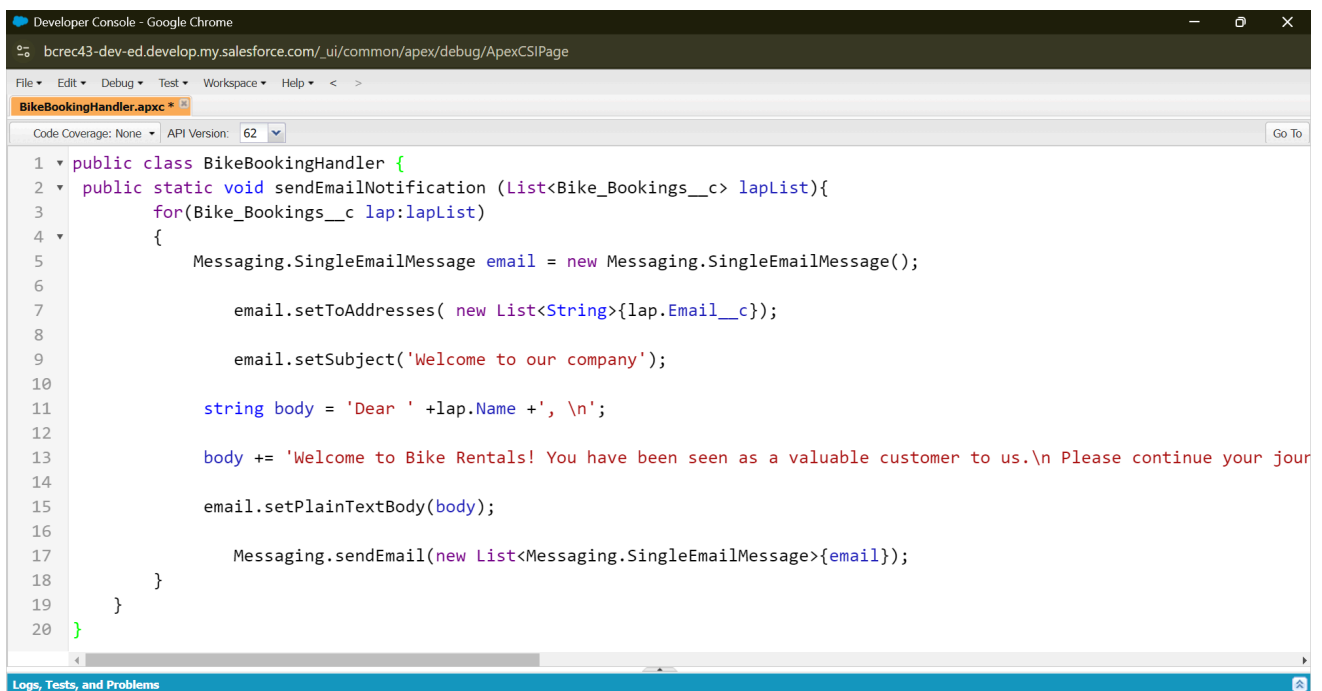 Developer Console - Google Chrome
bcrec43-dev-ed.develop.my.salesforce.com/_ui/common/apex/debug/ApexCSIPage
File Edit Debug Test Workspace Help < >
BikeBookingHandler.apxc *
Code Coverage: None API Version: 62 Go To
1 public class BikeBookingHandler {
2 public static void sendEmailNotification (List<Bike_Bookings__c> lapList){
3 for(Bike_Bookings__c lap:lapList)
4 {
5 Messaging.SingleEmailMessage email = new Messaging.SingleEmailMessage();
6
7 email.setToAddresses( new List<String>{lap.Email__c});
8
9 email.setSubject('Welcome to our company');
10
11 string body = 'Dear ' +lap.Name +', \n';
12
13 body += 'Welcome to Bike Rentals! You have been seen as a valuable customer to us.\n Please continue your jour
14
15 email.setPlainTextBody(body);
16
17 Messaging.sendEmail(new List<Messaging.SingleEmailMessage>{email});
18 }
19 }
20 }
Logs, Tests, and Problems